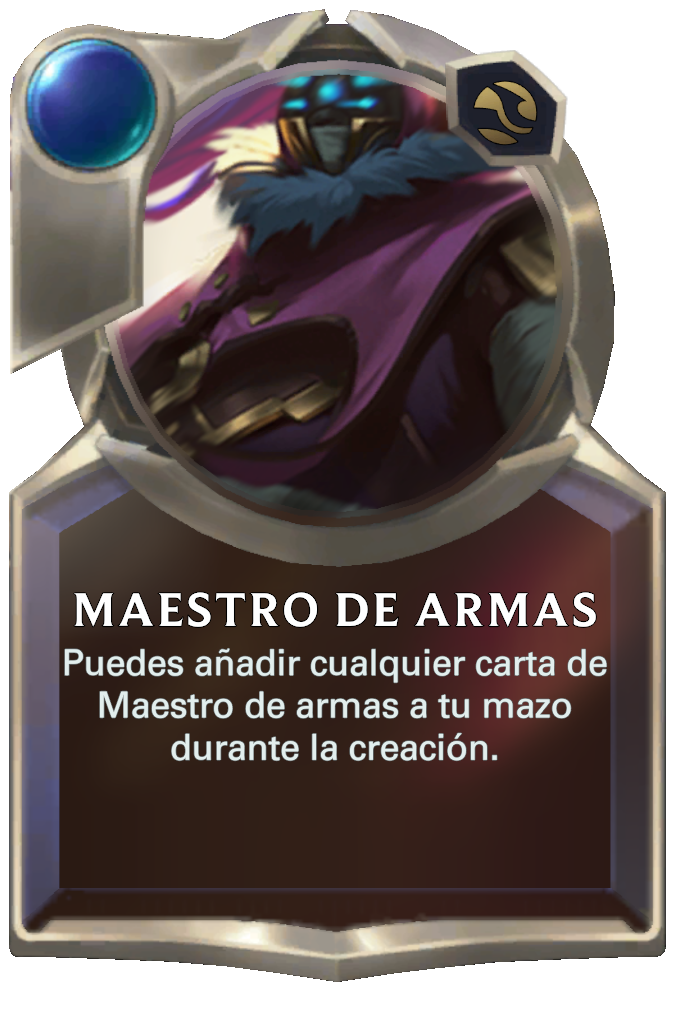 MAESTRO DE ARMAS
Puedes añadir cualquier carta de
Maestro de armas a tu mazo
durante la creación.